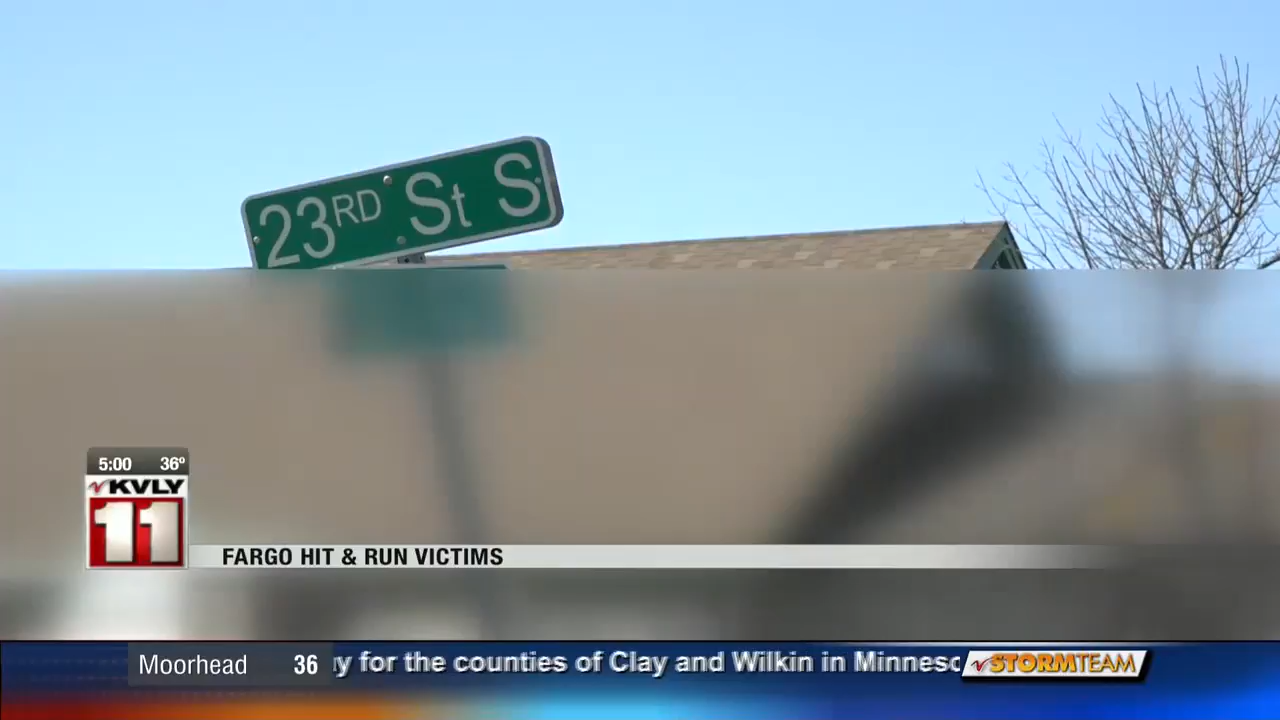 23RD St S
5:00 36º
KVLY
11
FARGO HIT & RUN VICTIMS
Moorhead 36 for the counties of Clay and Wilkin in
STORMTEAM